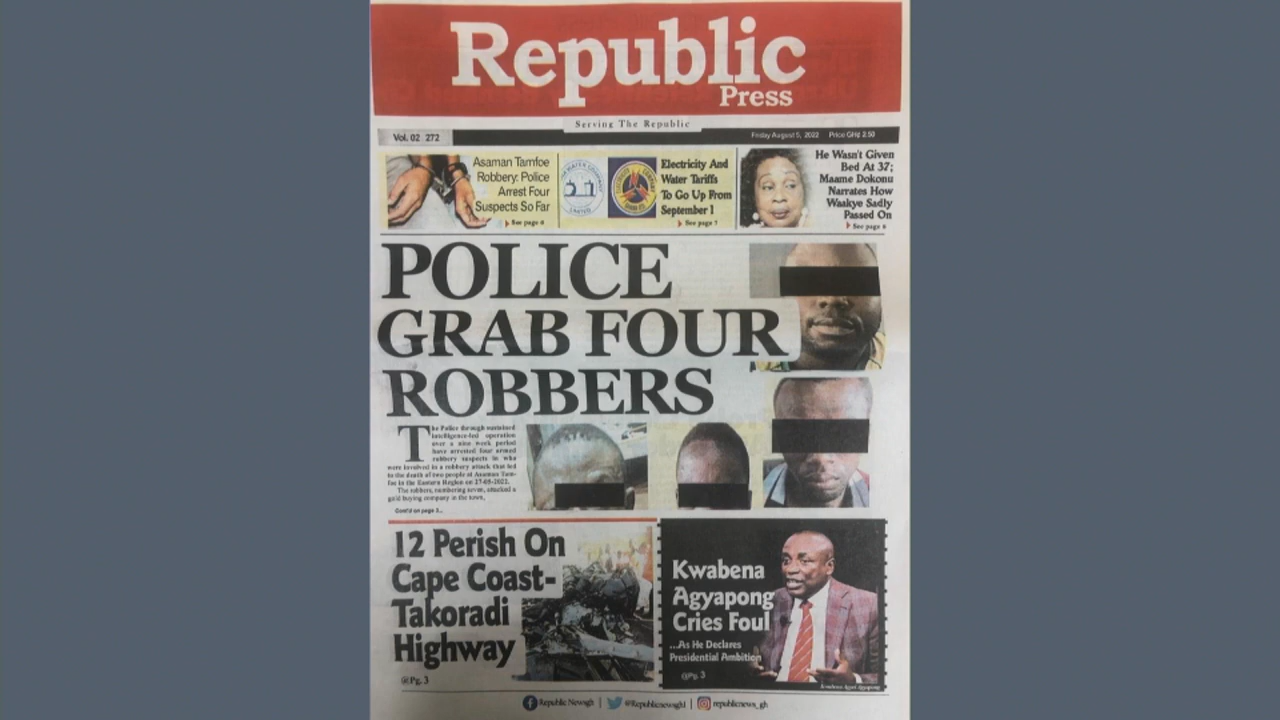 Republic
Press
Serving The Republic
Vol. 02 272
Friday August 5, 2022 Price GH¢ 2.50
Asaman Tamfoe
Robbery: Police
Arrest Four
Suspects So Far
See page 6
Electricity And
Water Tariffs
To Go Up From
September 1
See page 7
He Wasn't Given
Bed At 37;
Maame Dokonu
Narrates How
Waakye Sadly
Passed On
See page 8
POLICE
GRAB FOUR
ROBBERS
The Police through sustained
intelligence-led operation
over a nine week period
have arrested four armed
robbery suspects in who
were involved in a robbery attack that led
to the death of two people at Asaman Tam-
foe in the Eastern Region on 27-05-2022.
The robbers, numbering seven, attacked a
gold buying company in the town,
Cont'd on page 3...
12 Perish On
Cape Coast-
Takoradi
Highway
@Pg. 3
Kwabena
Agyapong
Cries Foul
...As He Declares
Presidential Ambition
@Pg. 3
Kwabena Agyei Agyapong
Republic Newsgh | @Republicnewsgh1 | republicnews_gh